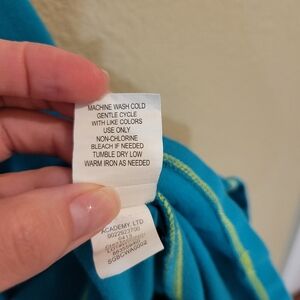 MACHINE WASH COLD
GENTLE CYCLE
WITH LIKE COLORS
USE ONLY
NON-CHLORINE
BLEACH IF NEEDED
TUMBLE DRY LOW
WARM IRON AS NEEDED
ACADEMY, LTD
SGBCWA0002